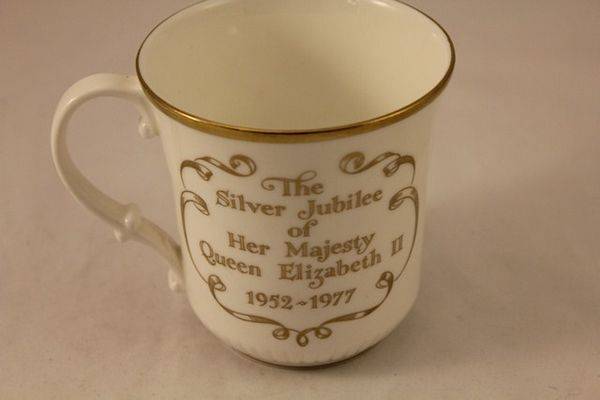 The
Silver Jubilee
of
Her Majesty
Queen Elizabeth II
1952~1977